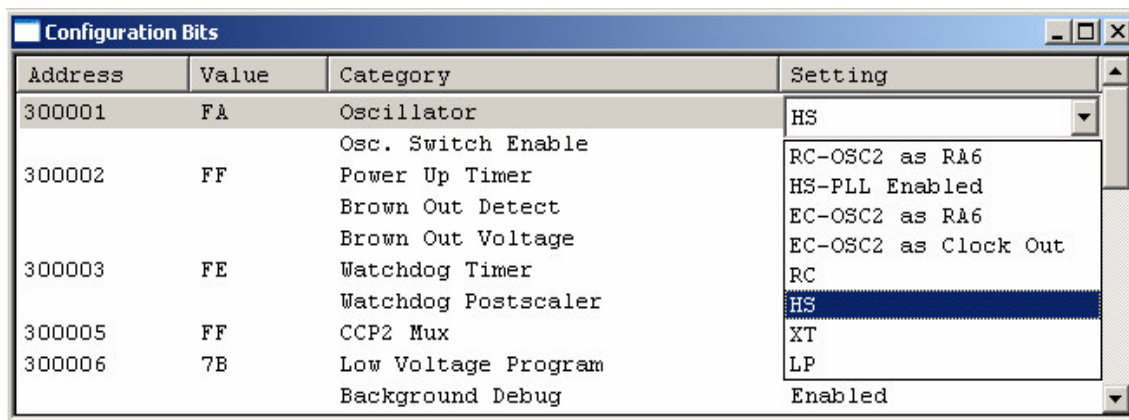 Configuration Bits
Address Value Category Setting
300001 FA Oscillator HS
Osc. Switch Enable
RC-OSC2 as RA6
300002 FF Power Up Timer
HS-PLL Enabled
Brown Out Detect
EC-OSC2 as RA6
Brown Out Voltage
EC-OSC2 as Clock Out
300003 FE Watchdog Timer
RC
Watchdog Postscaler
HS
300005 FF CCP2 Mux
XT
300006 7B Low Voltage Program
LP
Background Debug Enabled